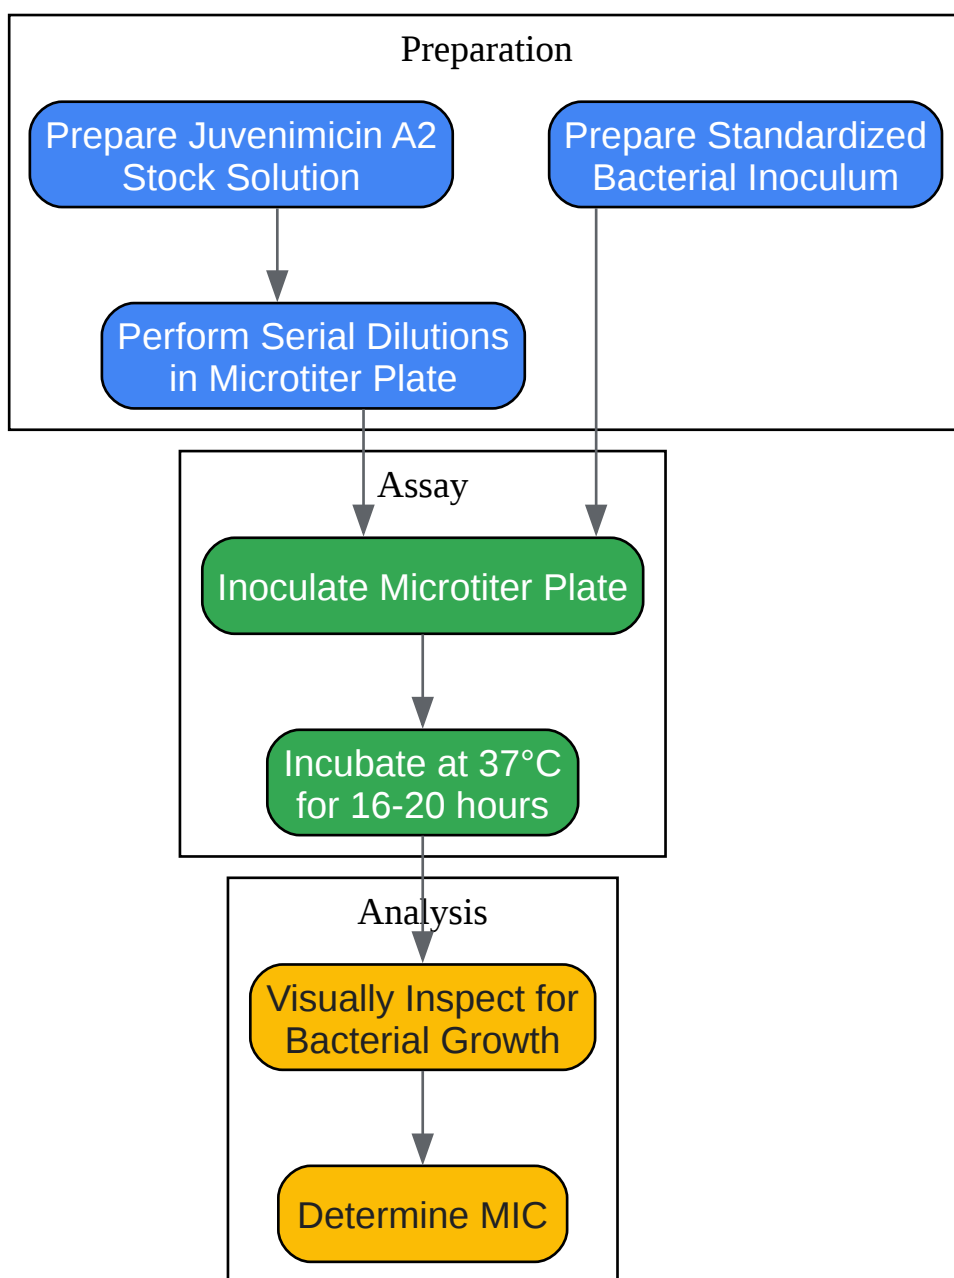 Preparation
Prepare Juvenimicin A2
Stock Solution
Prepare Standardized
Bacterial Inoculum
Perform Serial Dilutions
in Microtiter Plate
Assay
Inoculate Microtiter Plate
Incubate at 37°C
for 16-20 hours
Analysis
Visually Inspect for
Bacterial Growth
Determine MIC